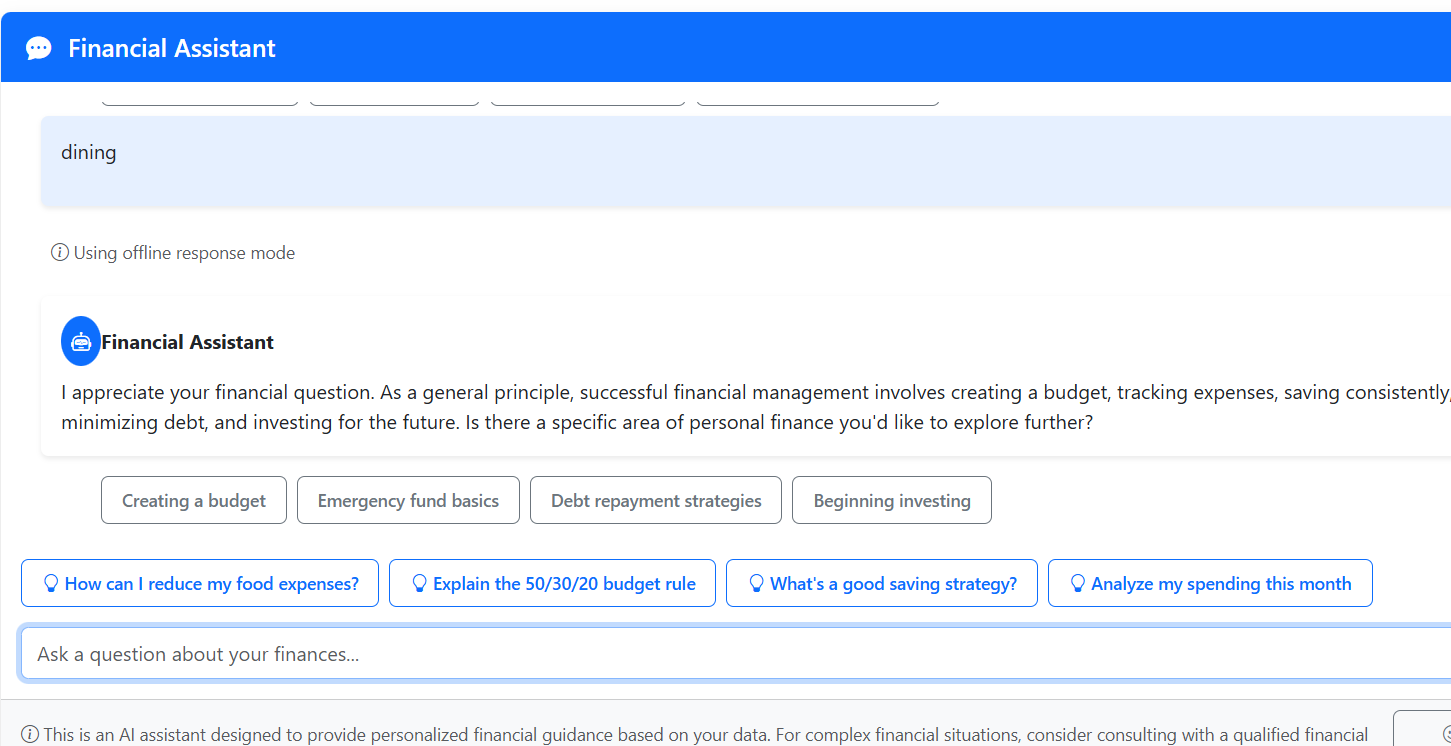 Financial Assistant
dining
Using offline response mode
Financial Assistant
I appreciate your financial question. As a general principle, successful financial management involves creating a budget, tracking expenses, saving consistently,
minimizing debt, and investing for the future. Is there a specific area of personal finance you'd like to explore further?
Creating a budget
Emergency fund basics
Debt repayment strategies
Beginning investing
How can I reduce my food expenses?
Explain the 50/30/20 budget rule
What's a good saving strategy?
Analyze my spending this month
Ask a question about your finances...
This is an AI assistant designed to provide personalized financial guidance based on your data. For complex financial situations, consider consulting with a qualified financial